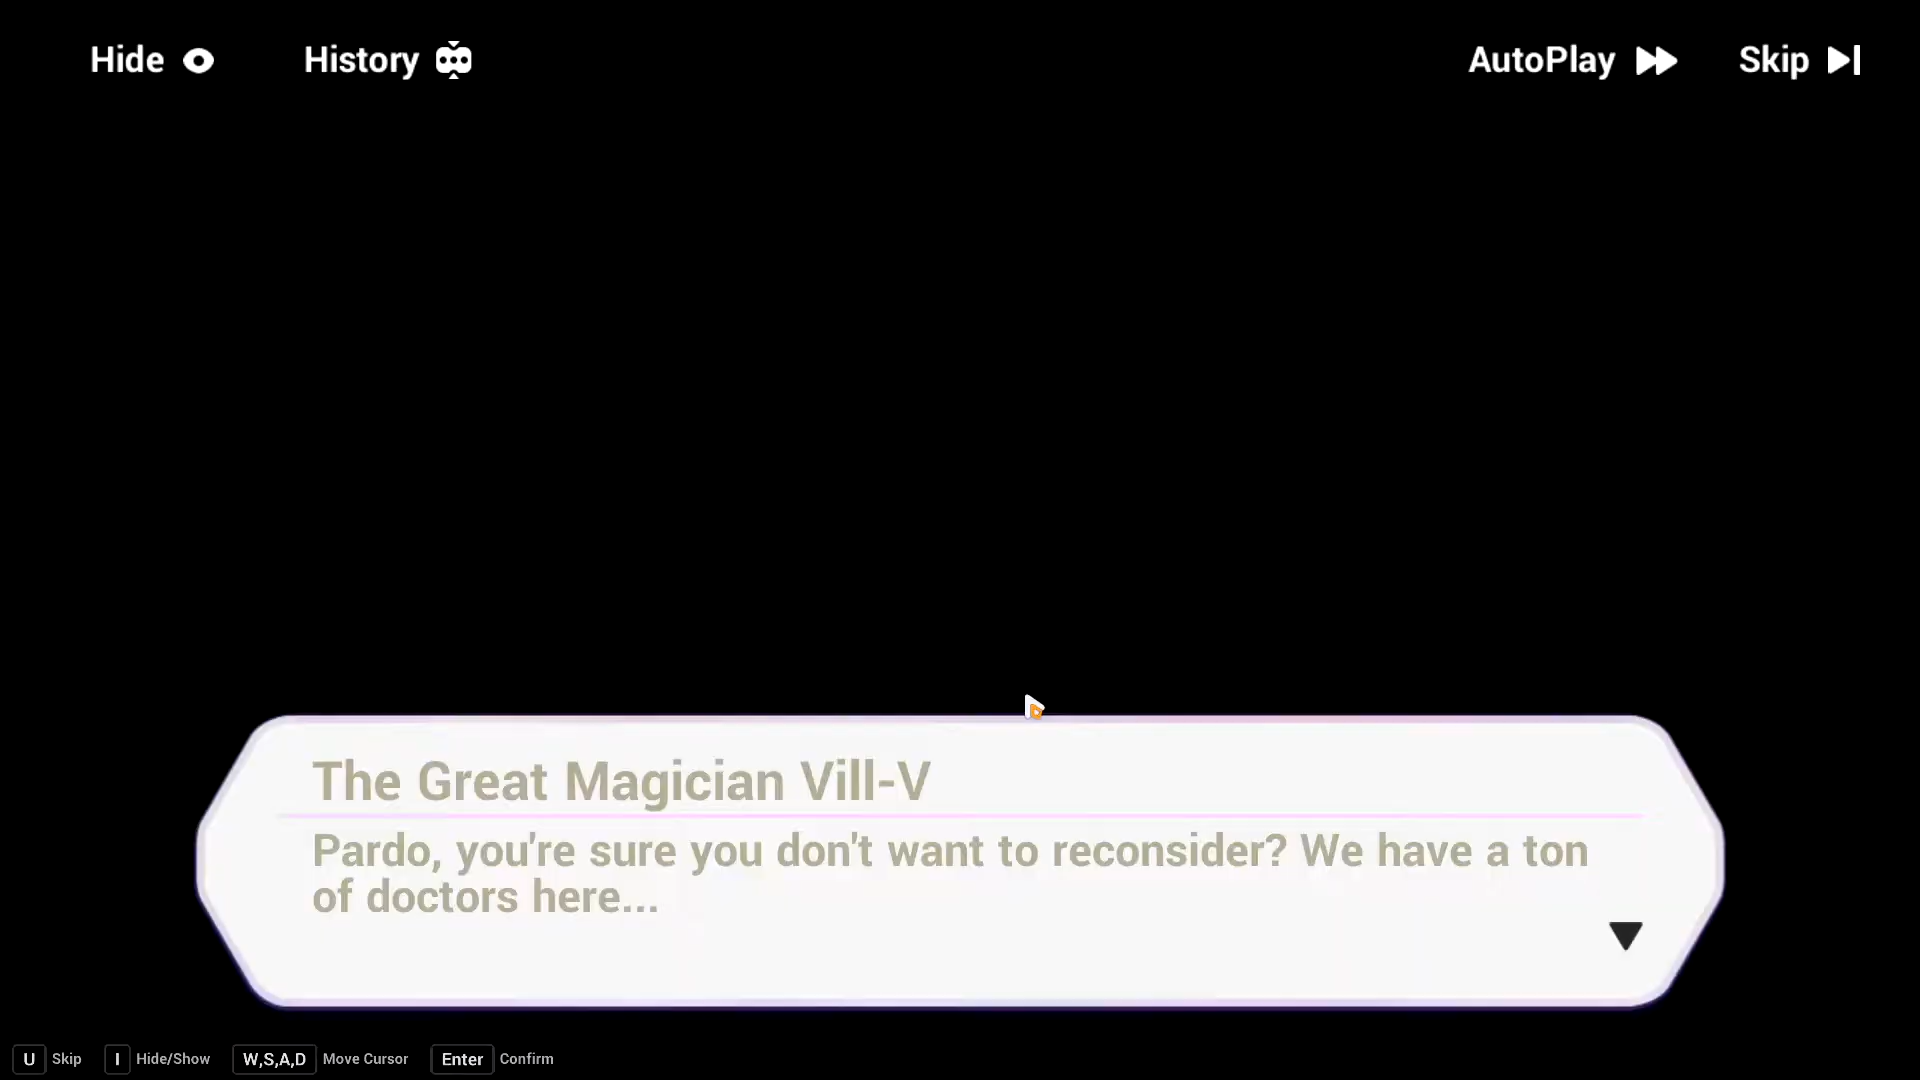 Hide
History
AutoPlay
Skip
The Great Magician Vill-V
Pardo, you're sure you don't want to reconsider? We have a ton
of doctors here...
U Skip I Hide/Show W,S,A,D Move Cursor Enter Confirm